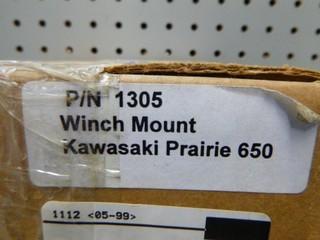 P/N 1305
Winch Mount
Kawasaki Prairie 650
1112 <05-99>